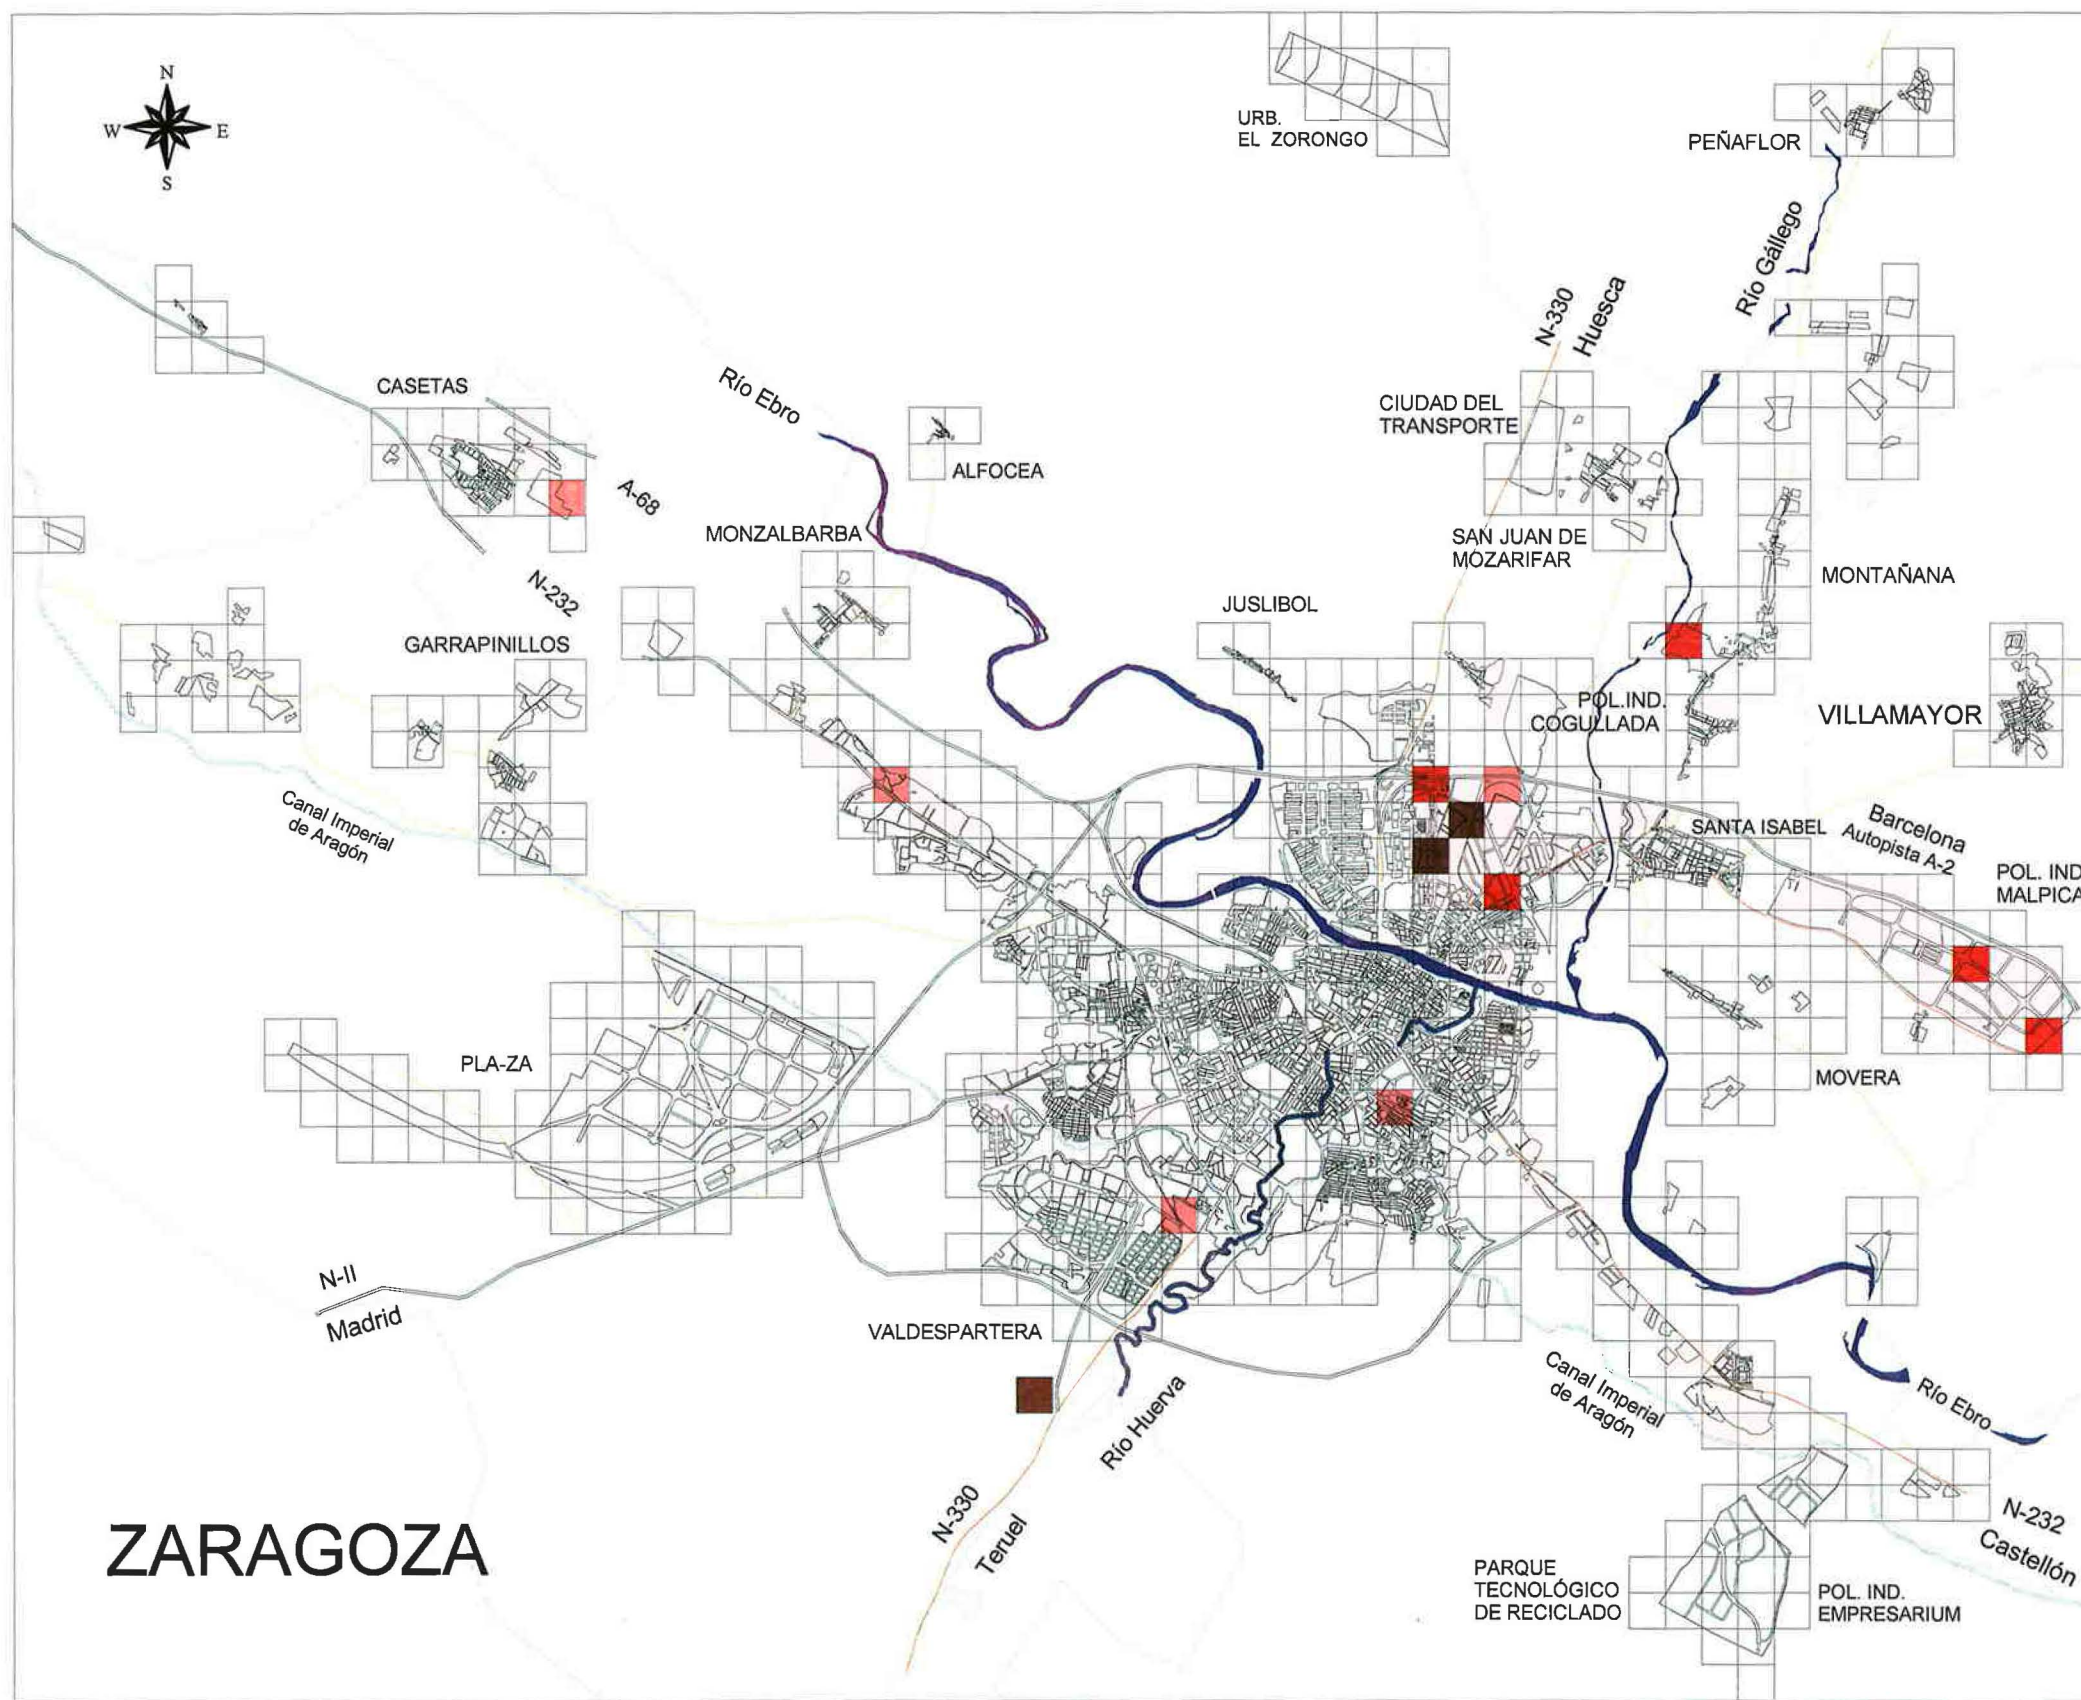 N
W E
S
URB.
EL ZORONGO
PEÑAFLOR
Río Gállego
N-330
Huesca
CASETAS
Río Ebro
CIUDAD DEL
TRANSPORTE
ALFOCEA
A-68
MONZALBARBA
SAN JUAN DE
MOZARIFAR
MONTAÑANA
N-232
JUSLIBOL
GARRAPINILLOS
POL.IND.
COGULLADA
VILLAMAYOR
Canal Imperial
de Aragón
SANTA ISABEL
Barcelona
Autopista A-2
POL. IND
MALPICA
PLA-ZA
MOVERA
N-II
Madrid
VALDESPARTERA
Río Huerva
Canal Imperial
de Aragón
Río Ebro
N-330
Teruel
N-232
Castellón
ZARAGOZA
PARQUE
TECNOLÓGICO
DE RECICLADO
POL. IND.
EMPRESARIUM